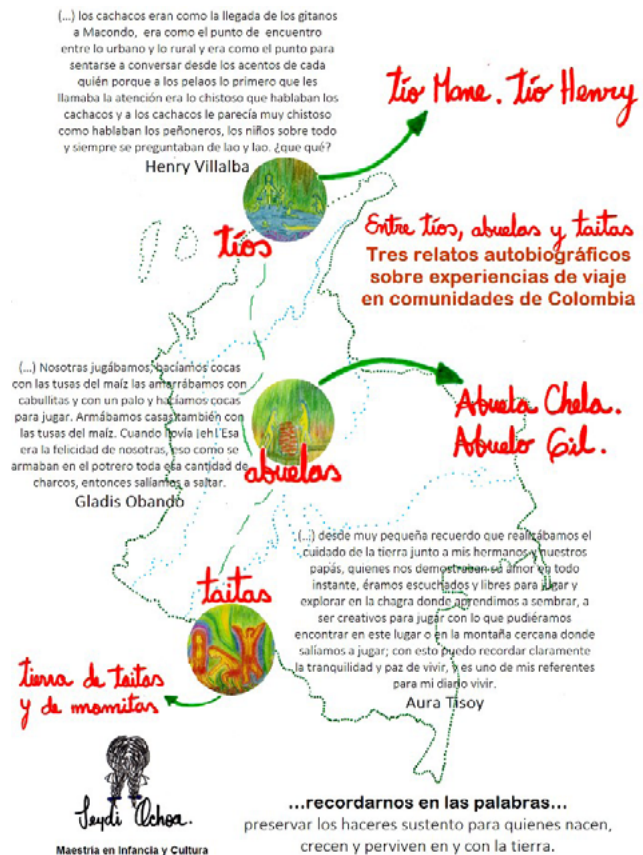 (...) los cachacos eran como la llegada de los gitanos
a Macondo, era como el punto de encuentro
entre lo urbano y lo rural y era como el punto para
sentarse a conversar desde los acentos de cada
quién porque a los pelaos lo primero que les
llamaba la atención era lo chistoso que hablaban los
cachacos y a los cachacos le parecía muy chistoso
como hablaban los peñoneros, los niños sobre todo
y siempre se preguntaban de lao y lao. ¿que qué?
Henry Villalba
tío Mane. tío Henry
tíos
Entre tíos, abuelas y taitas
Tres relatos autobiográficos
sobre experiencias de viaje
en comunidades de Colombia
(...) Nosotras jugábamos, hacíamos cocas
con las tusas del maíz las amarrábamos con
cabullitas y con un palo y hacíamos cocas
para jugar. Armábamos casas también con
las tusas del maíz. Cuando llovía ¡eh! Esa
era la felicidad de nosotras, eso como se
armaban en el potrero toda esa cantidad de
charcos, entonces salíamos a saltar.
Gladis Obando
Abuela Chela.
Abuelo Gil.
abuelas
(...) desde muy pequeña recuerdo que realizábamos el
cuidado de la tierra junto a mis hermanos y nuestros
papás, quienes nos demostraban su amor en todo
instante, éramos escuchados y libres para jugar y
explorar en la chagra donde aprendimos a sembrar, a
ser creativos para jugar con lo que pudiéramos
encontrar en este lugar o en la montaña cercana donde
salíamos a jugar; con esto puedo recordar claramente
la tranquilidad y paz de vivir, y es uno de mis referentes
para mi diario vivir.
Aura Tisoy
taitas
tierra de taitas
y de mamitas
Leydi Ochoa.
Maestria en Infancia y Cultura
...recordarnos en las palabras...
preservar los haceres sustento para quienes nacen,
crecen y perviven en y con la tierra.